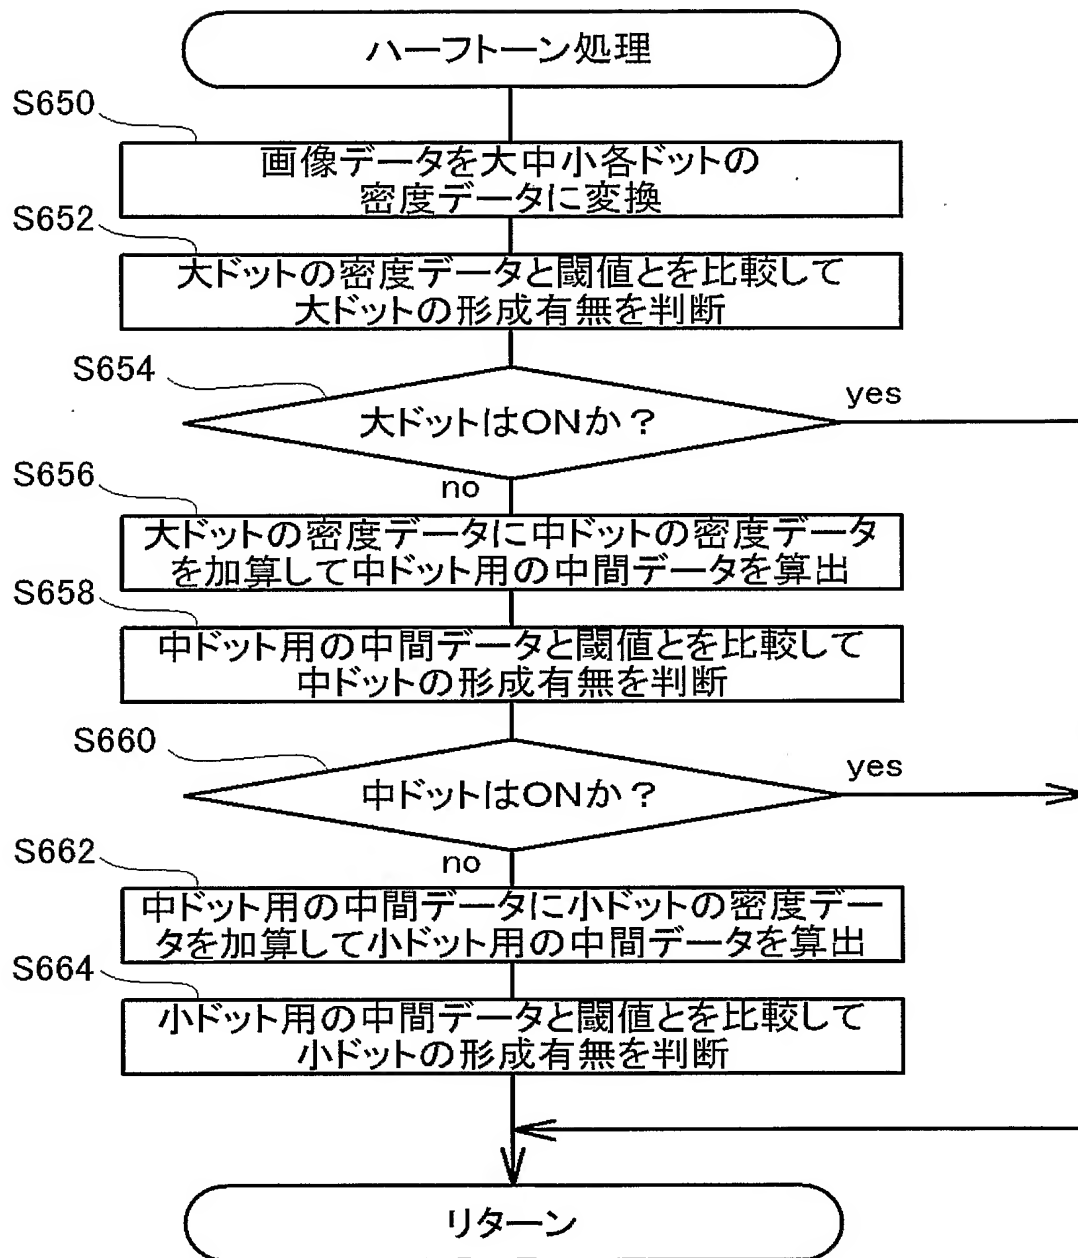 ハーフトーン処理
S650
画像データを大中小各ドットの
密度データに変換
S652
大ドットの密度データと閾値とを比較して
大ドットの形成有無を判断
S654
大ドットはONか？
yes
no
S656
大ドットの密度データに中ドットの密度データ
を加算して中ドット用の中間データを算出
S658
中ドット用の中間データと閾値とを比較して
中ドットの形成有無を判断
S660
中ドットはONか？
yes
no
S662
中ドット用の中間データに小ドットの密度デー
タを加算して小ドット用の中間データを算出
S664
小ドット用の中間データと閾値とを比較して
小ドットの形成有無を判断
リターン